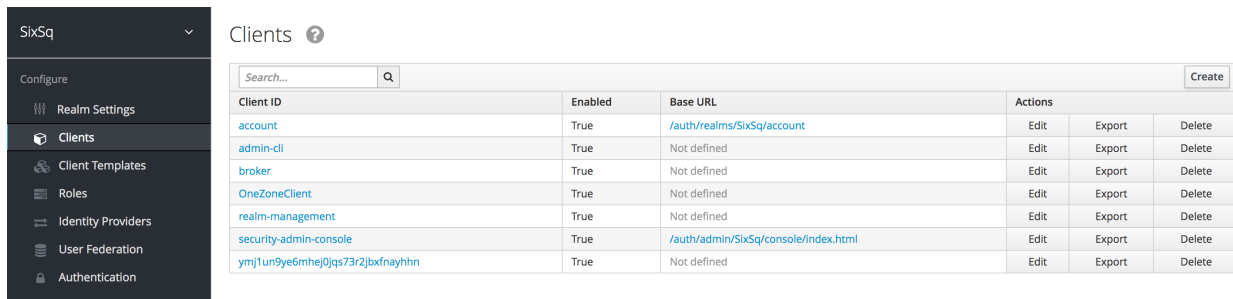 SixSq
Configure
Realm Settings
Clients
Client Templates
Roles
Identity Providers
User Federation
Authentication
Clients ?
Search...
Create
Client ID Enabled Base URL Actions
account True /auth/realms/SixSq/account Edit Export Delete
admin-cli True Not defined Edit Export Delete
broker True Not defined Edit Export Delete
OneZoneClient True Not defined Edit Export Delete
realm-management True Not defined Edit Export Delete
security-admin-console True /auth/admin/SixSq/console/index.html Edit Export Delete
ymj1un9ye6mhej0jqs73r2jbxfnayhhn True Not defined Edit Export Delete